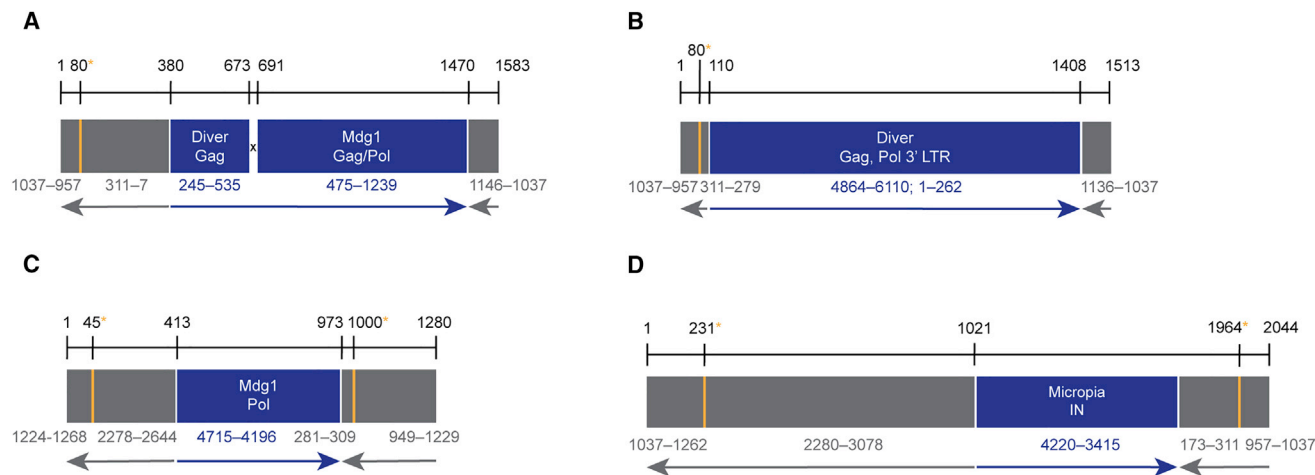 A
1 80* 380 673 691 1470 1583
Diver
Gag
x
Mdg1
Gag/Pol
1037–957 311–7 245–535 475–1239 1146–1037
B
80*
1 110 1408 1513
Diver
Gag, Pol 3' LTR
1037–957 311–279 4864–6110; 1–262 1136–1037
C
1 45* 413 973 1000* 1280
Mdg1
Pol
1224-1268 2278–2644 4715–4196 281–309 949–1229
D
1 231* 1021 1964* 2044
Micropia
IN
1037–1262 2280–3078 4220–3415 173–311 957–1037